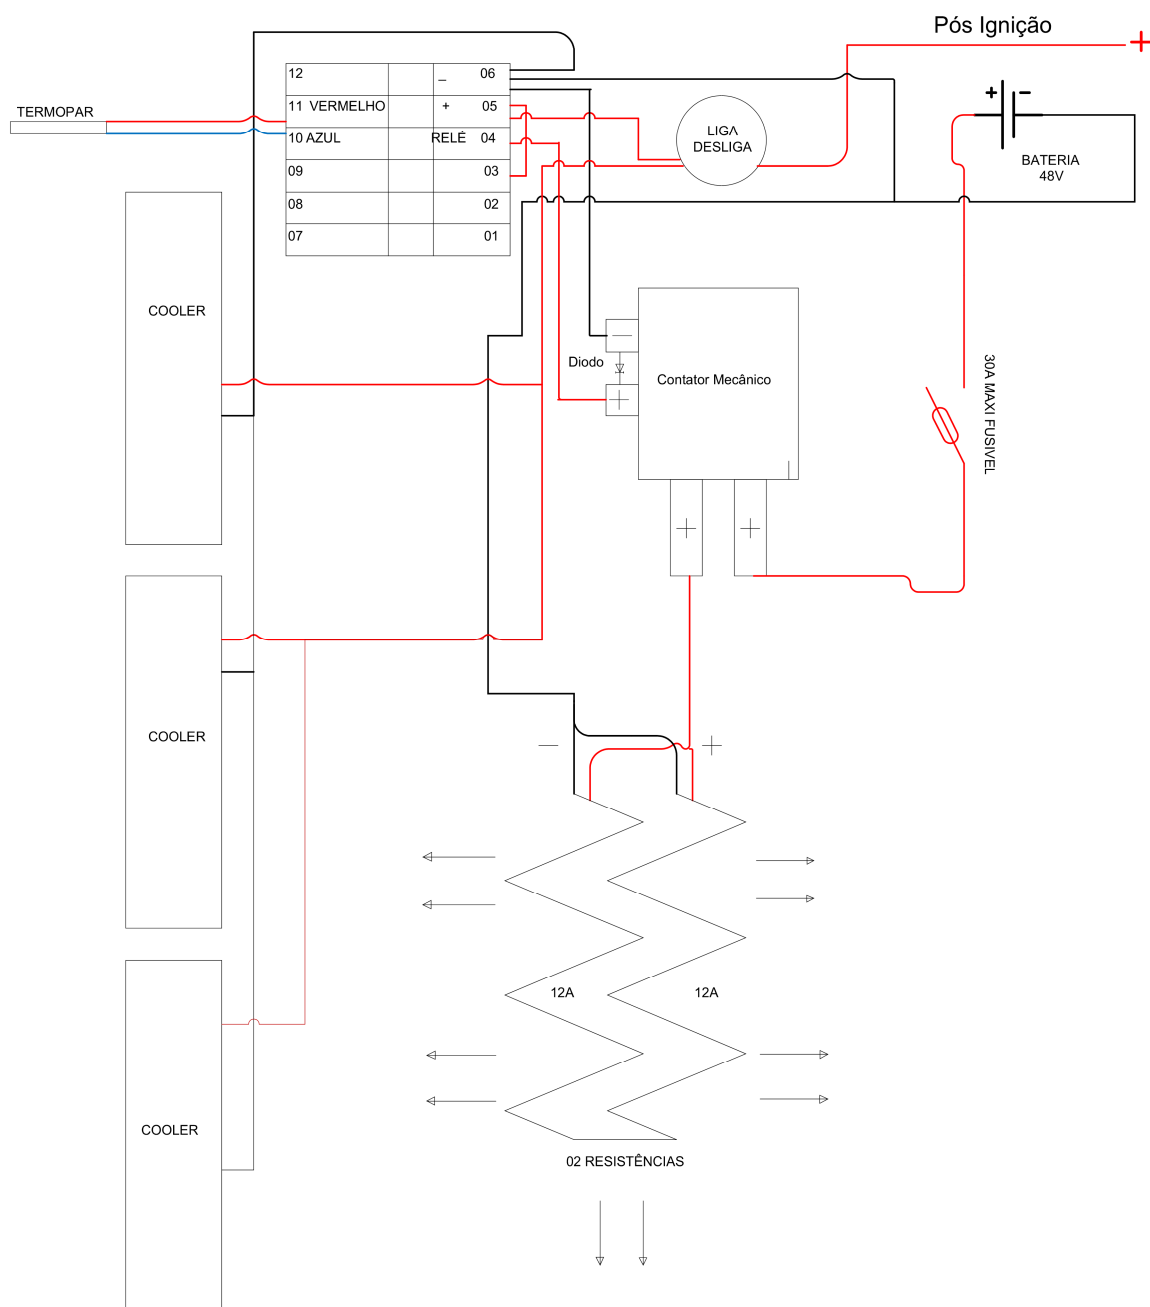 Pós Ignição
+
12
_
06
TERMOPAR
11 VERMELHO
+
05
10 AZUL
RELÉ
04
09
03
08
02
07
01
LIGA
DESLIGA
+
–
BATERIA
48V
COOLER
Diodo
Contator Mecânico
30A MAXI FUSIVEL
COOLER
COOLER
12A
12A
02 RESISTÊNCIAS